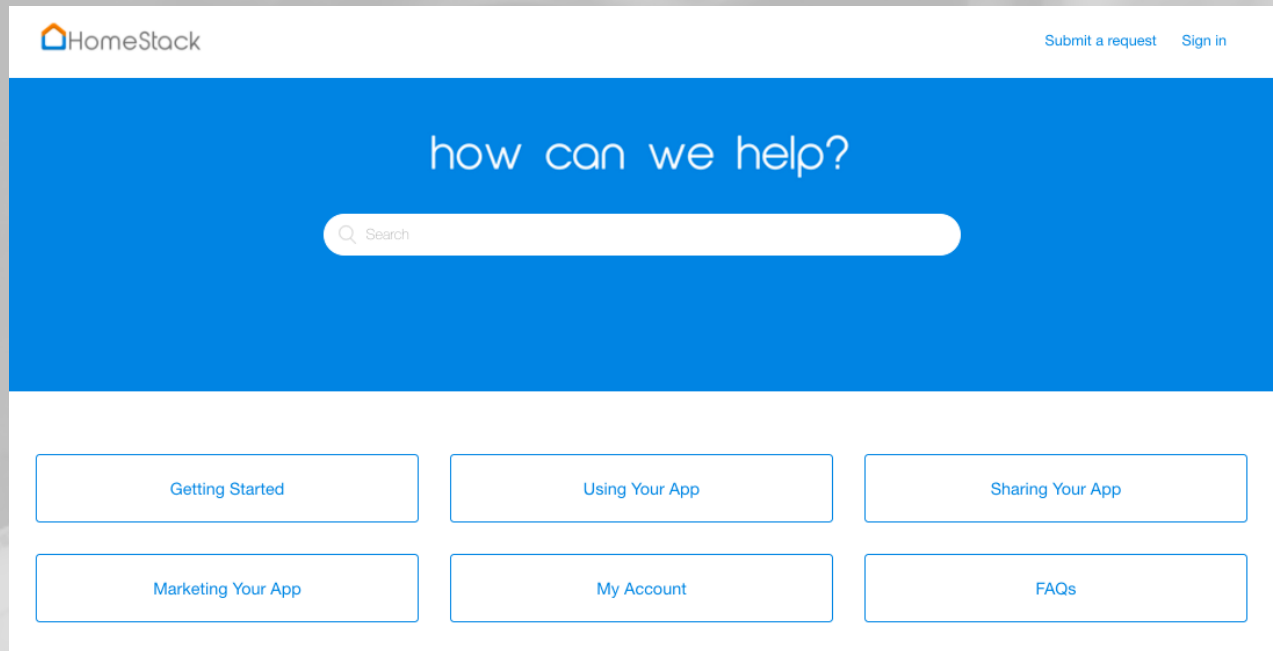 HomeStack
Submit a request Sign in
how can we help?
Search
Getting Started Using Your App Sharing Your App
Marketing Your App My Account FAQs